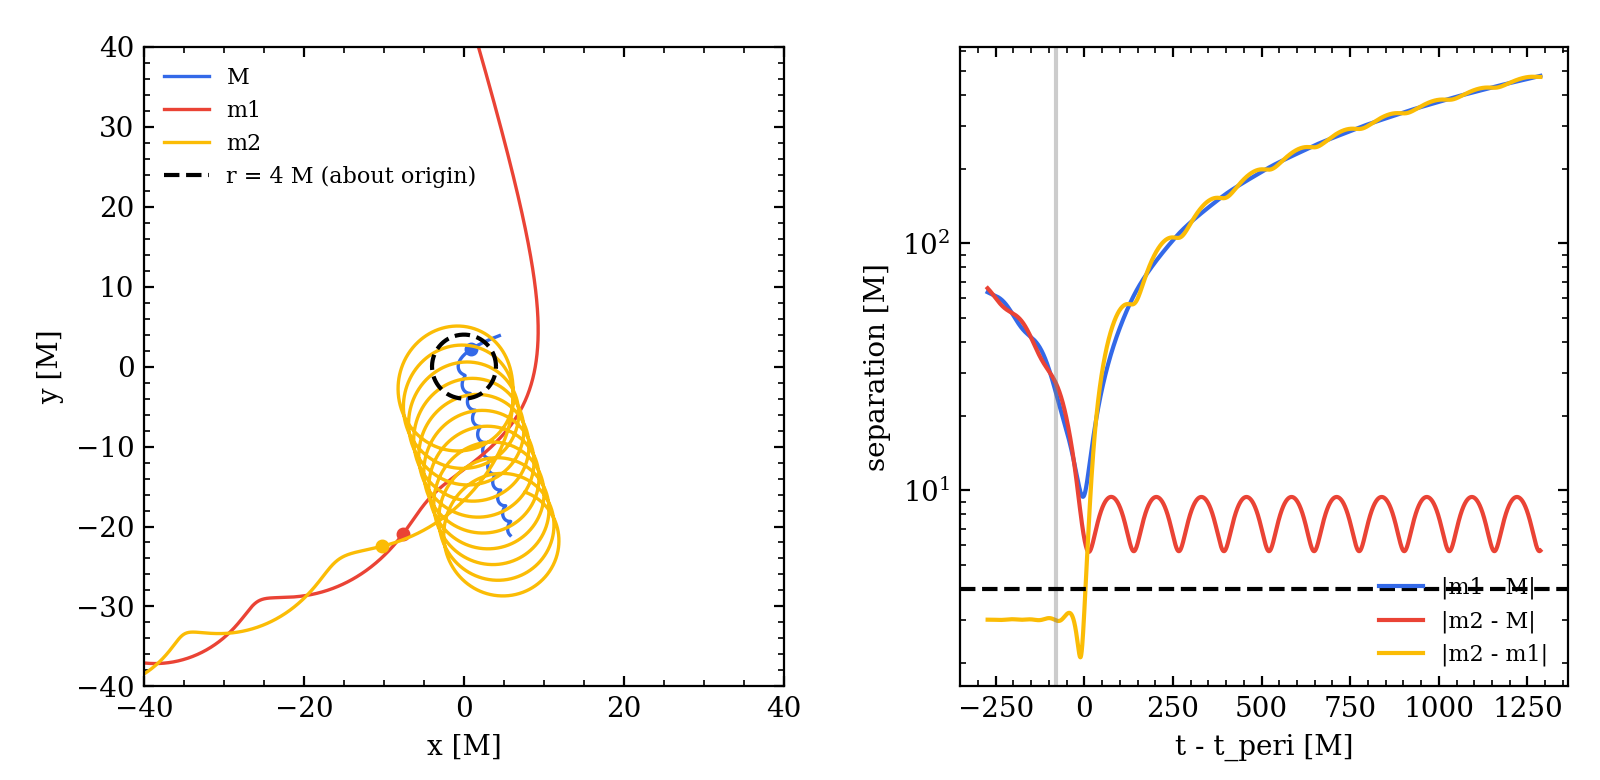 M
m1
m2
r = 4 M (about origin)
40
30
20
10
0
−10
−20
−30
−40
y [M]
−40
−20
0
20
40
x [M]
10²
10¹
separation [M]
|m1 - M|
|m2 - M|
|m2 - m1|
−250
0
250
500
750
1000
1250
t - t_peri [M]